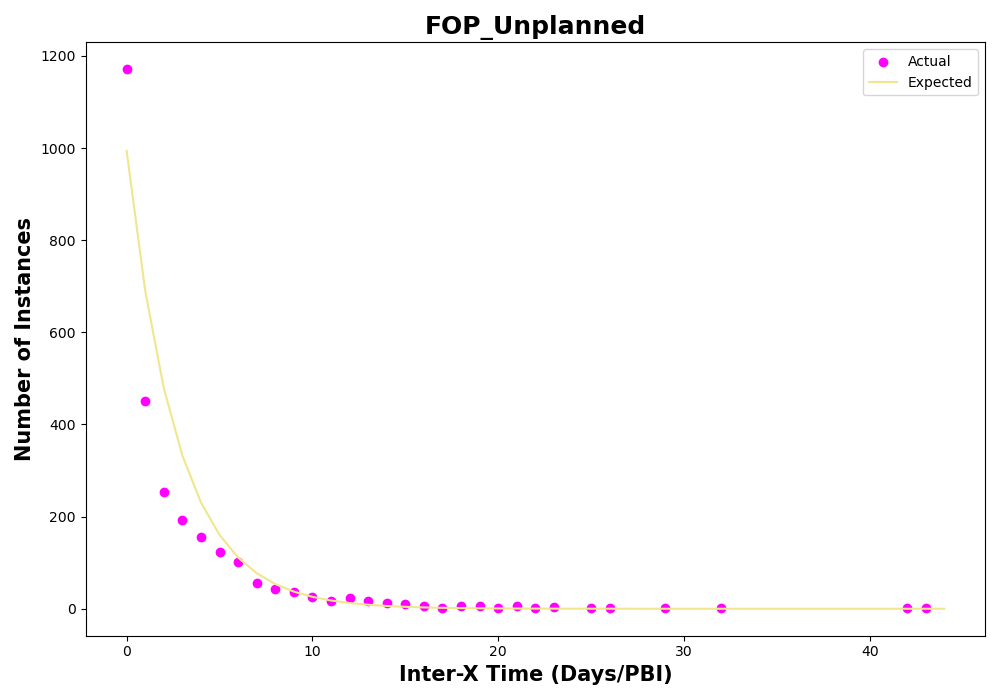 FOP_Unplanned
Actual
Expected
Number of Instances
1200
1000
800
600
400
200
0
0
10
20
30
40
Inter-X Time (Days/PBI)